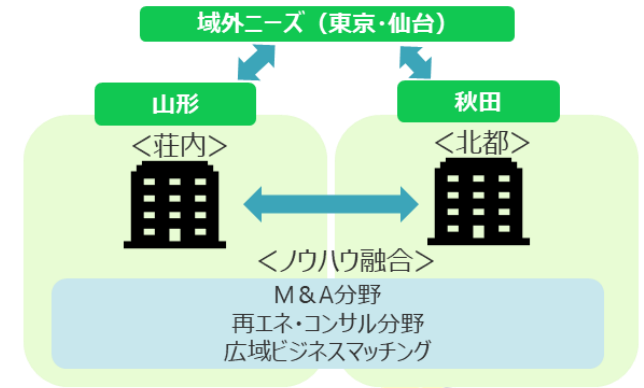 域外ニーズ（東京・仙台）
山形
秋田
＜荘内＞
＜北都＞
＜ノウハウ融合＞
Ｍ＆Ａ分野
再エネ・コンサル分野
広域ビジネスマッチング